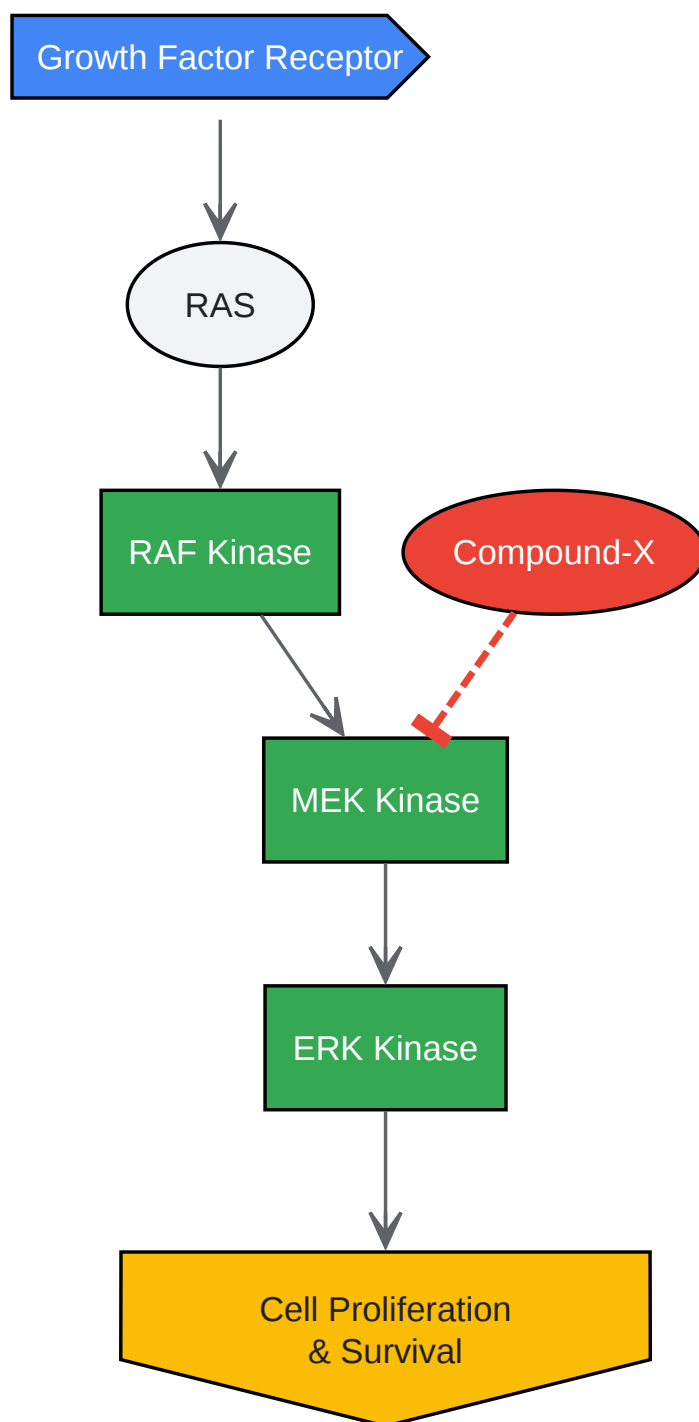 Growth Factor Receptor
RAS
RAF Kinase
Compound-X
MEK Kinase
ERK Kinase
Cell Proliferation
& Survival